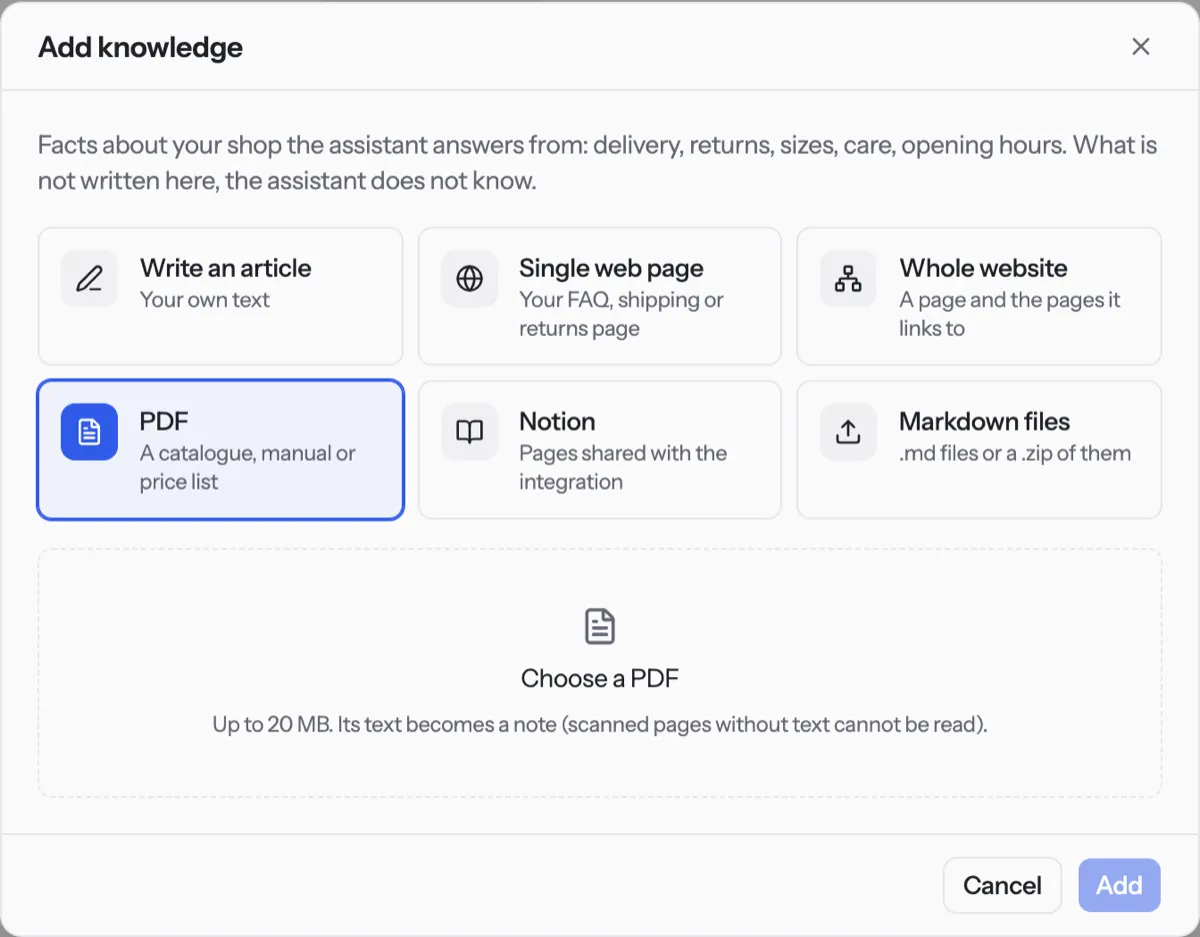 Add knowledge
Facts about your shop the assistant answers from: delivery, returns, sizes, care, opening hours. What is
not written here, the assistant does not know.
Write an article
Your own text
Single web page
Your FAQ, shipping or
returns page
Whole website
A page and the pages it
links to
PDF
A catalogue, manual or
price list
Notion
Pages shared with the
integration
Markdown files
.md files or a .zip of them
Choose a PDF
Up to 20 MB. Its text becomes a note (scanned pages without text cannot be read).
Cancel
Add